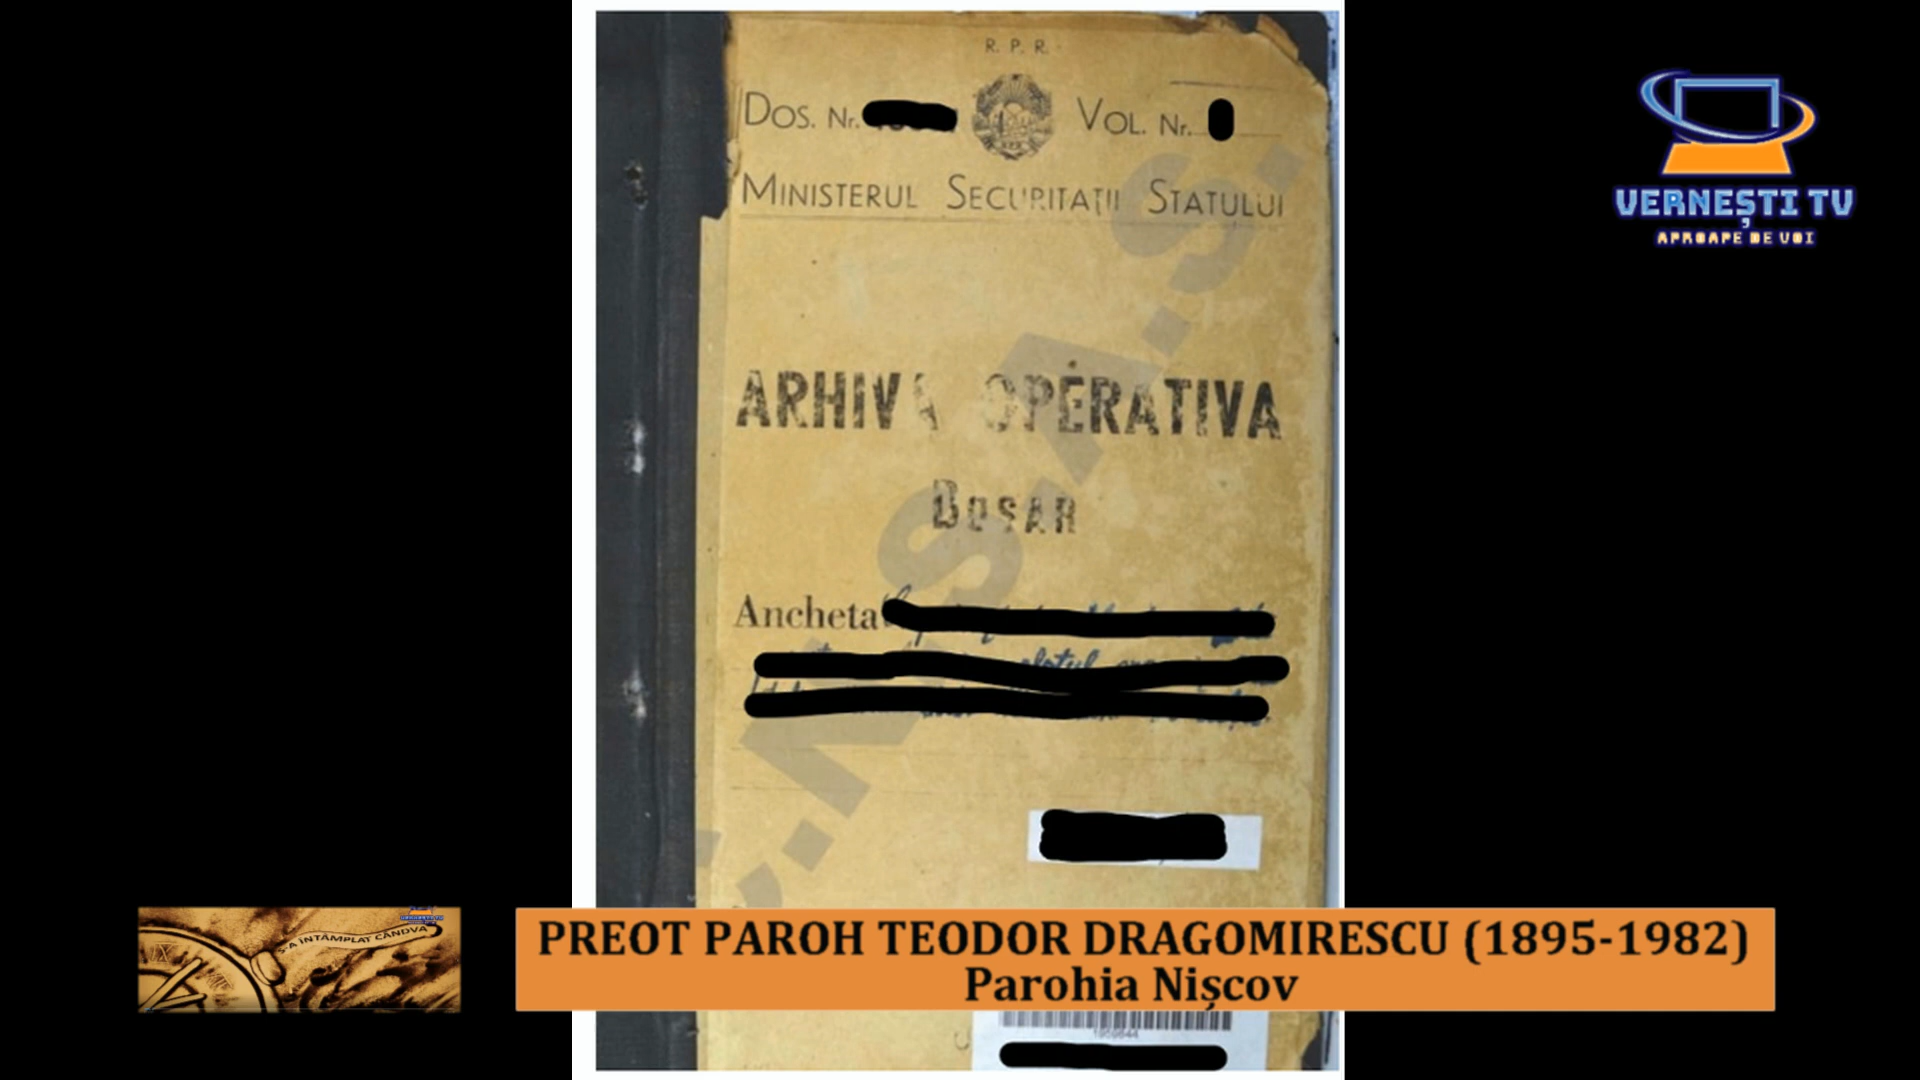 R. P. R.
DOS. Nr. VOL. Nr.
MINISTERUL SECURITAȚII STATULUI
ARHIVA OPERATIVA
DOSAR
Ancheta
C.N.S.A.S.
VERNEȘTI TV
APROAPE DE VOI
S-A ÎNTÂMPLAT CÂNDVA
PREOT PAROH TEODOR DRAGOMIRESCU (1895-1982)
Parohia Nișcov